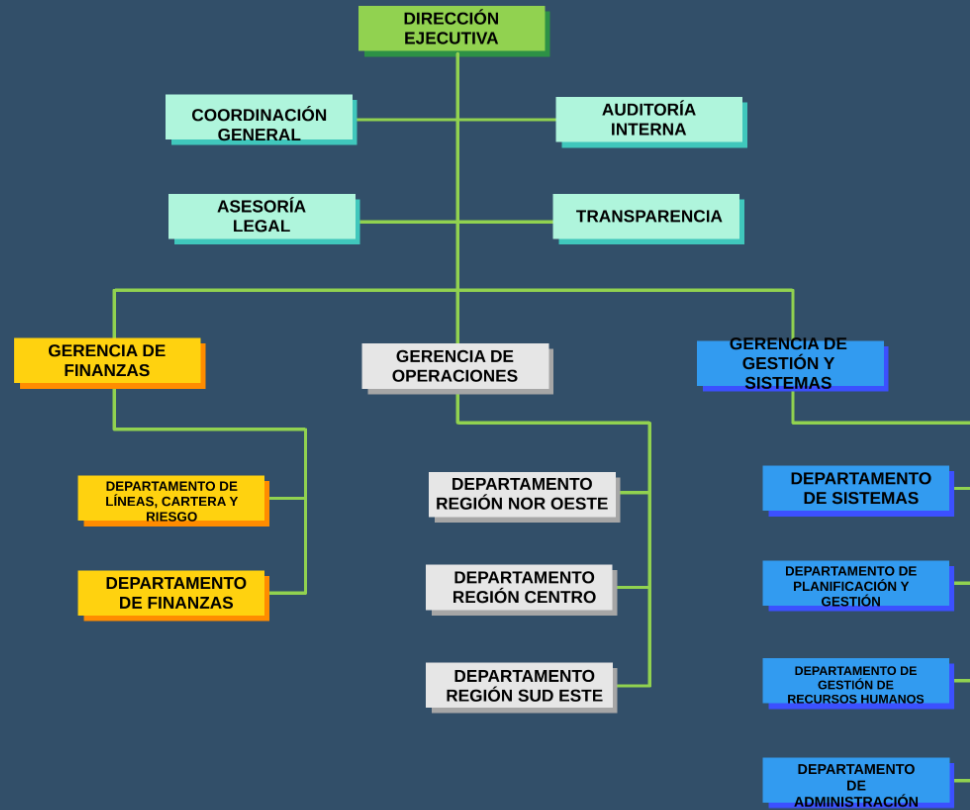 DIRECCIÓN
EJECUTIVA
COORDINACIÓN
GENERAL
AUDITORÍA
INTERNA
ASESORÍA
LEGAL
TRANSPARENCIA
GERENCIA DE
FINANZAS
GERENCIA DE
OPERACIONES
GERENCIA DE
GESTIÓN Y
SISTEMAS
DEPARTAMENTO DE
LÍNEAS, CARTERA Y
RIESGO
DEPARTAMENTO
DE FINANZAS
DEPARTAMENTO
REGIÓN NOR OESTE
DEPARTAMENTO
REGIÓN CENTRO
DEPARTAMENTO
REGIÓN SUD ESTE
DEPARTAMENTO
DE SISTEMAS
DEPARTAMENTO DE
PLANIFICACIÓN Y
GESTIÓN
DEPARTAMENTO DE
GESTIÓN DE
RECURSOS HUMANOS
DEPARTAMENTO
DE
ADMINISTRACIÓN